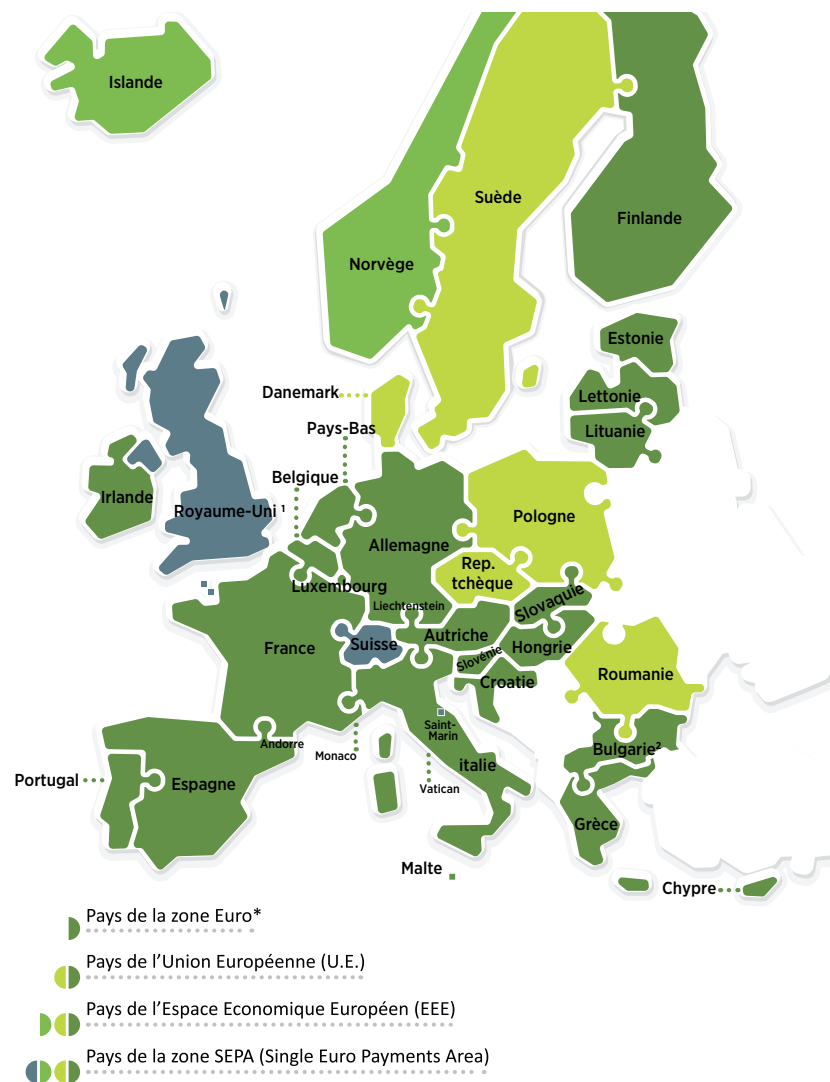 Islande
Suède
Finlande
Norvège
Estonie
Danemark
Lettonie
Pays-Bas
Lituanie
Belgique
Irlande
Royaume-Uni ¹
Pologne
Allemagne
Rep.
tchèque
Luxembourg
Slovaquie
Liechtenstein
Autriche
France
Suisse
Hongrie
Slovénie
Roumanie
Croatie
Saint-
Marin
Andorre
Bulgarie²
Monaco
italie
Portugal
Espagne
Vatican
Grèce
Malte
Chypre
Pays de la zone Euro*
Pays de l’Union Européenne (U.E.)
Pays de l’Espace Economique Européen (EEE)
Pays de la zone SEPA (Single Euro Payments Area)